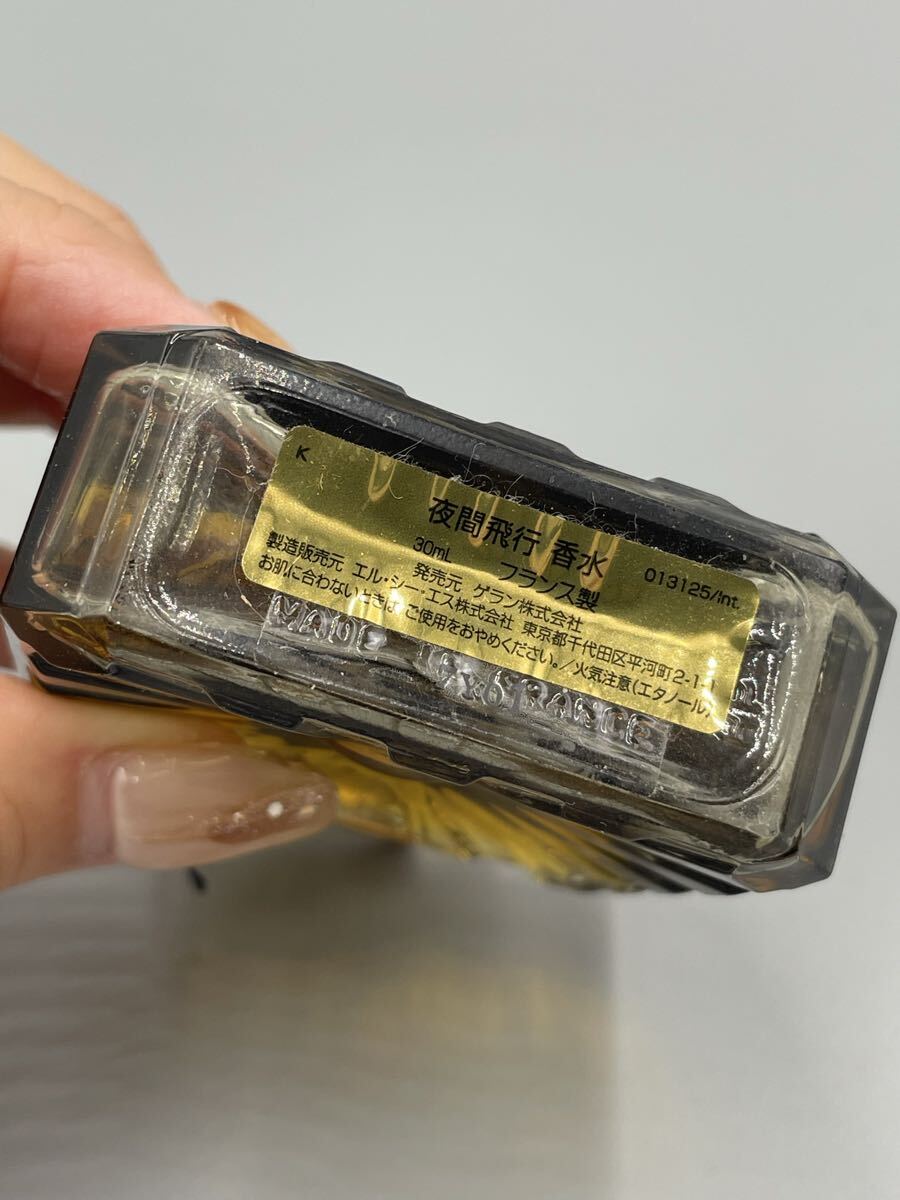 K
夜間飛行 香水
013125/Int.
30mL
フランス製
発売元 ゲラン株式会社
製造販売元 エル・シー・エス株式会社 東京都千代田区平河町2-1-1
お肌に合わないときは、ご使用をおやめください。/火気注意(エタノール)
MADE
FRANCE